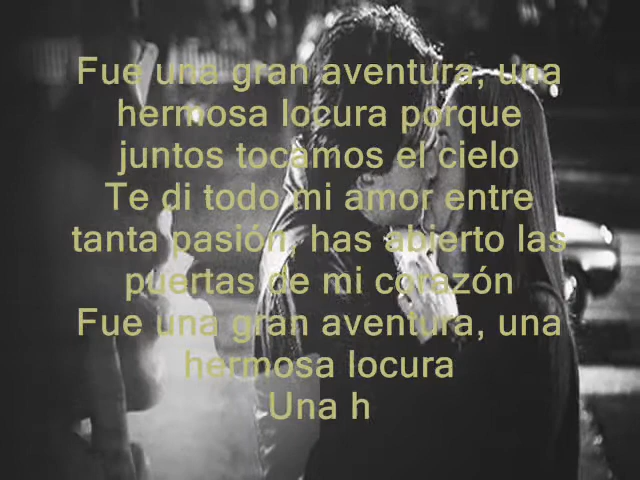 Fue una gran aventura, una
hermosa locura porque
juntos tocamos el cielo
Te di todo mi amor entre
tanta pasión, has abierto las
puertas de mi corazón
Fue una gran aventura, una
hermosa locura
Una h